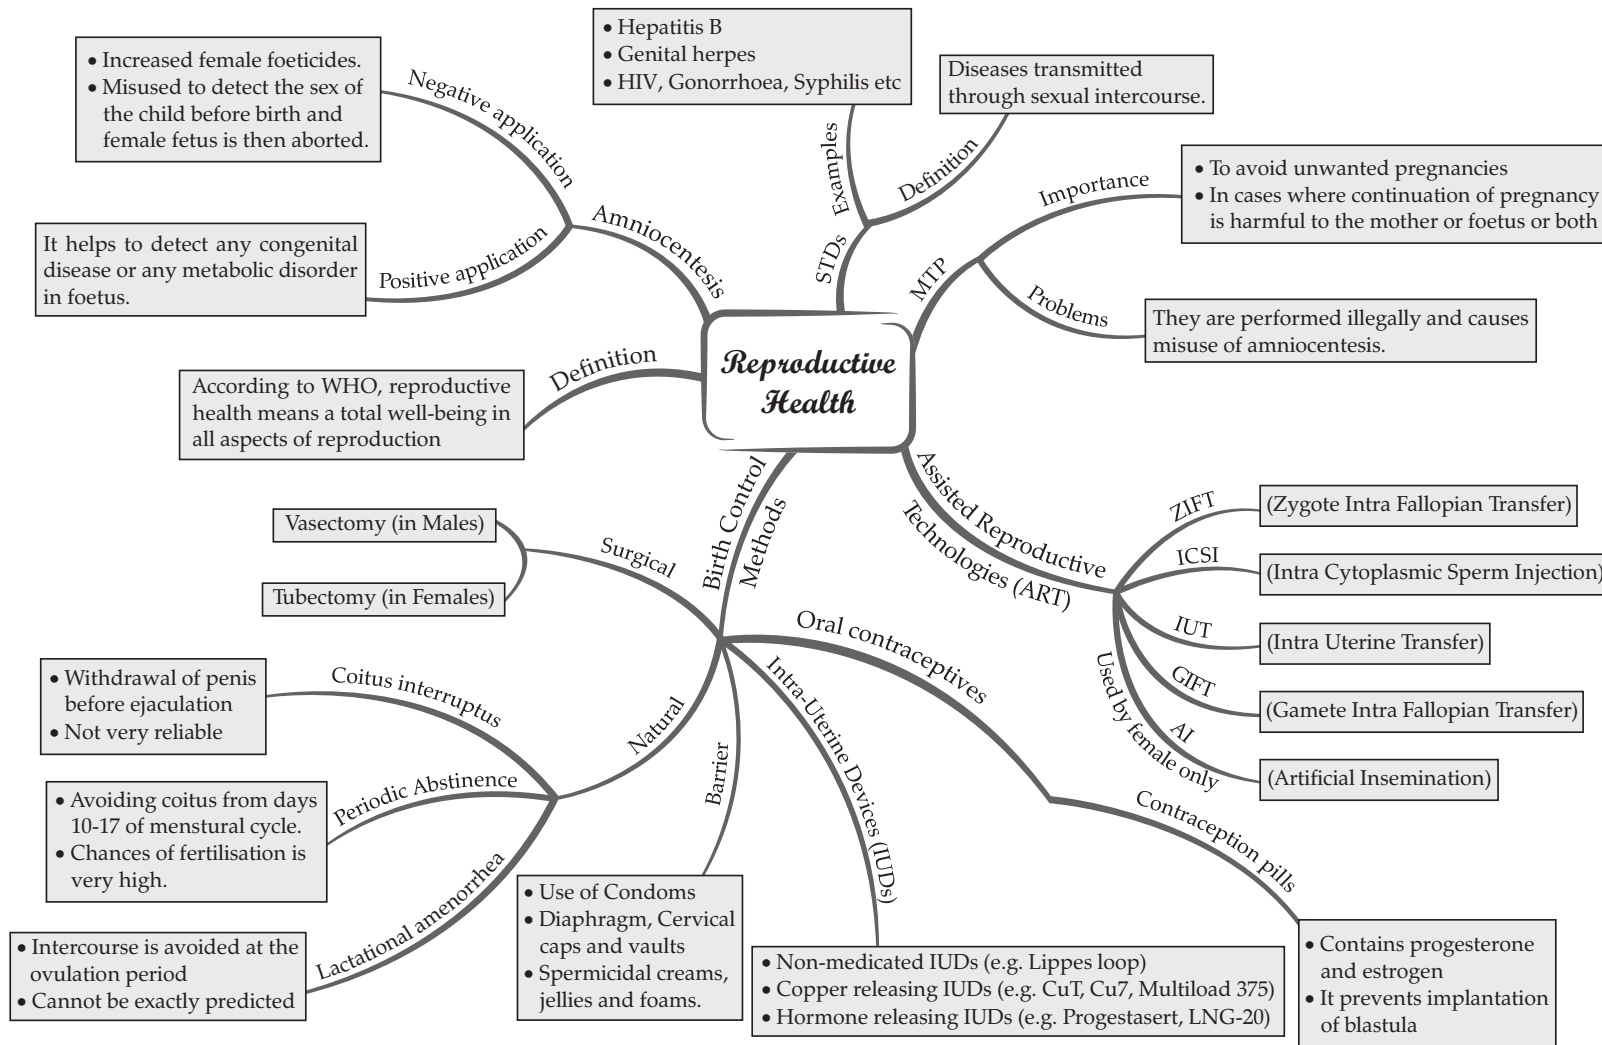 Reproductive
Health
Negative application
• Increased female foeticides.
• Misused to detect the sex of
the child before birth and
female fetus is then aborted.
Amniocentesis
Positive application
It helps to detect any congenital
disease or any metabolic disorder
in foetus.
Definition
According to WHO, reproductive
health means a total well-being in
all aspects of reproduction
STDs
Examples
• Hepatitis B
• Genital herpes
• HIV, Gonorrhoea, Syphilis etc
Definition
Diseases transmitted
through sexual intercourse.
MTP
Importance
• To avoid unwanted pregnancies
• In cases where continuation of pregnancy
is harmful to the mother or foetus or both
Problems
They are performed illegally and causes
misuse of amniocentesis.
Assisted Reproductive
Technologies (ART)
ZIFT
(Zygote Intra Fallopian Transfer)
ICSI
(Intra Cytoplasmic Sperm Injection)
IUT
(Intra Uterine Transfer)
GIFT
(Gamete Intra Fallopian Transfer)
AI
(Artificial Insemination)
Used by female only
Birth Control
Methods
Surgical
Vasectomy (in Males)
Tubectomy (in Females)
Natural
Coitus interruptus
• Withdrawal of penis
before ejaculation
• Not very reliable
Periodic Abstinence
• Avoiding coitus from days
10-17 of menstural cycle.
• Chances of fertilisation is
very high.
Lactational amenorrhea
• Intercourse is avoided at the
ovulation period
• Cannot be exactly predicted
Barrier
• Use of Condoms
• Diaphragm, Cervical
caps and vaults
• Spermicidal creams,
jellies and foams.
Intra-Uterine Devices (IUDs)
• Non-medicated IUDs (e.g. Lippes loop)
• Copper releasing IUDs (e.g. CuT, Cu7, Multiload 375)
• Hormone releasing IUDs (e.g. Progestasert, LNG-20)
Oral contraceptives
Contraception pills
• Contains progesterone
and estrogen
• It prevents implantation
of blastula